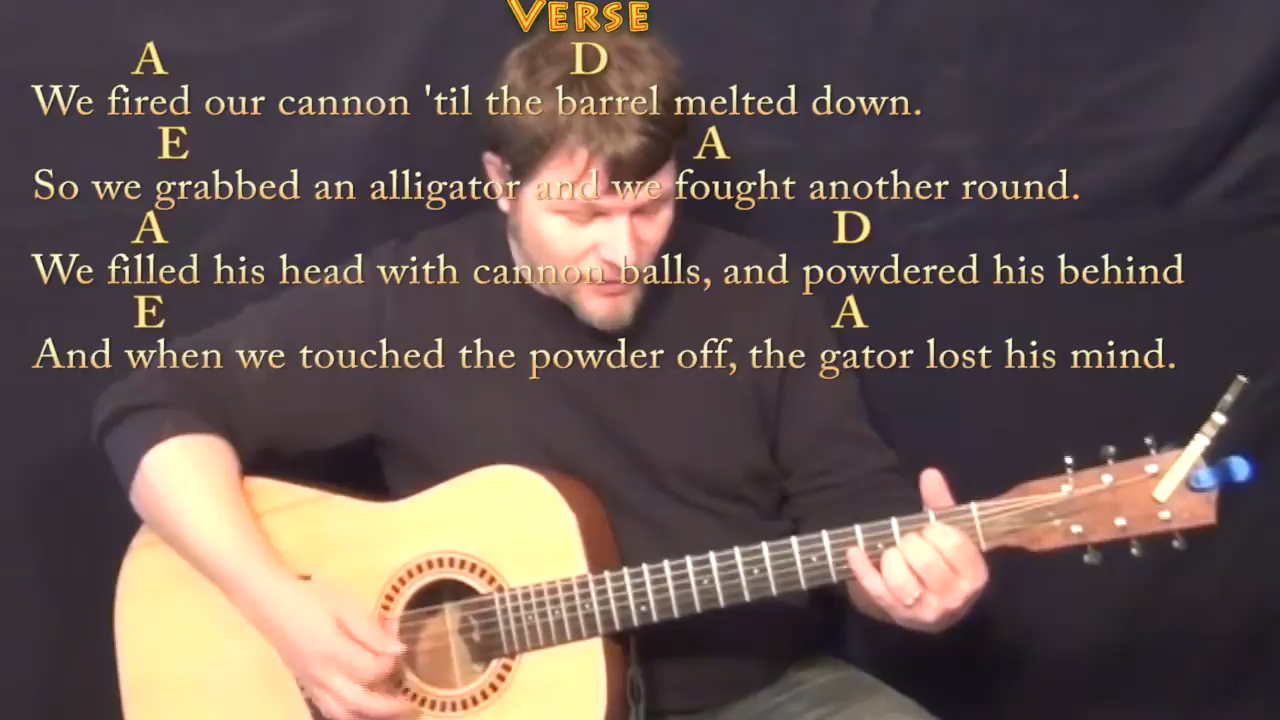 VERSE
A D
We fired our cannon 'til the barrel melted down.
E A
So we grabbed an alligator and we fought another round.
A D
We filled his head with cannon balls, and powdered his behind
E A
And when we touched the powder off, the gator lost his mind.